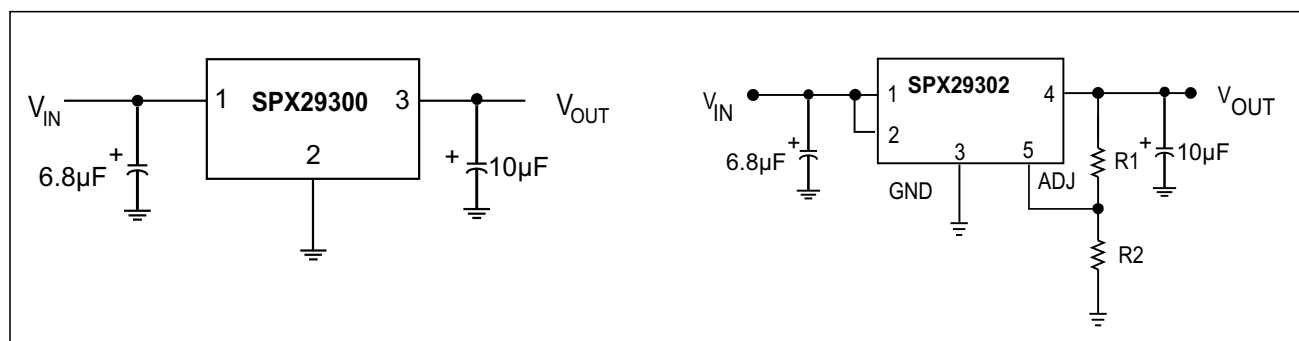 V_IN
1
SPX29300
3
V_OUT
2
+
6.8µF
+
10µF
V_IN
1
SPX29302
4
V_OUT
2
+
6.8µF
3
5
GND
ADJ
R1
+
10µF
R2